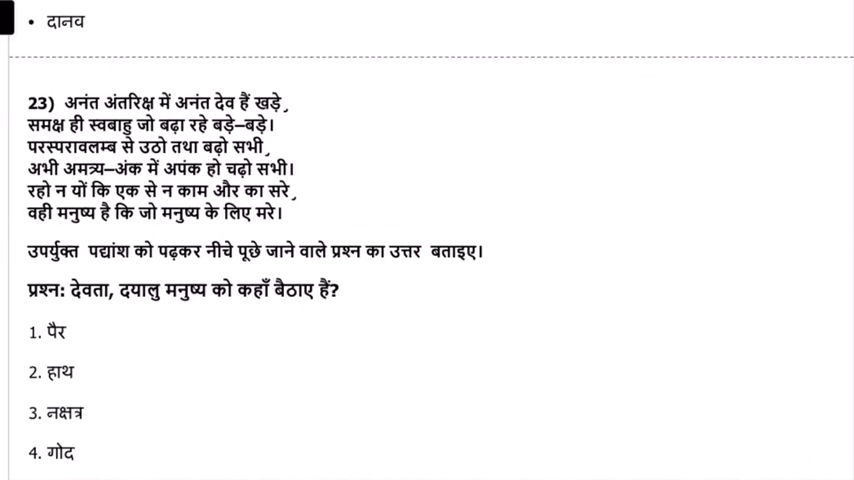 • दानव
23) अनंत अंतरिक्ष में अनंत देव हैं खड़े¸
समक्ष ही स्वबाहु जो बढ़ा रहे बड़े–बड़े।
परस्परावलम्ब से उठो तथा बढ़ो सभी¸
अभी अमर्त्य–अंक में अपंक हो चढ़ो सभी।
रहो न यों कि एक से न काम और का सरे¸
वही मनुष्य है कि जो मनुष्य के लिए मरे।
उपर्युक्त पद्यांश को पढ़कर नीचे पूछे जाने वाले प्रश्न का उत्तर बताइए।
प्रश्न: देवता, दयालु मनुष्य को कहाँ बैठाए हैं?
1. पैर
2. हाथ
3. नक्षत्र
4. गोद